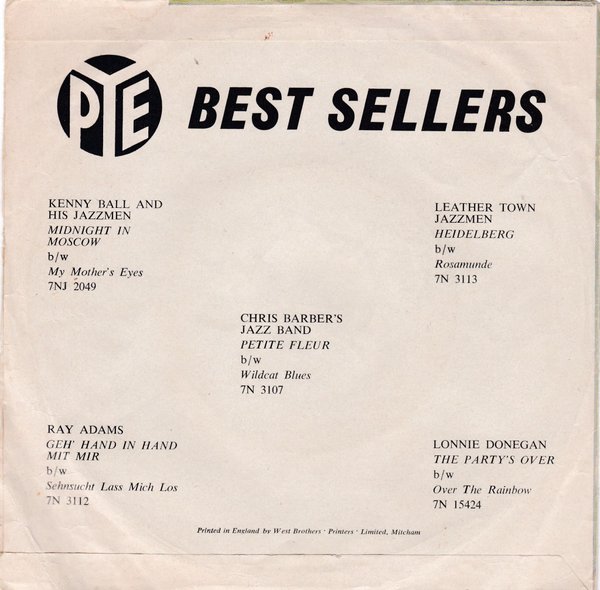 PYE BEST SELLERS
KENNY BALL AND
HIS JAZZMEN
MIDNIGHT IN
MOSCOW
b/w
My Mother's Eyes
7NJ 2049
LEATHER TOWN
JAZZMEN
HEIDELBERG
b/w
Rosamunde
7N 3113
CHRIS BARBER'S
JAZZ BAND
PETITE FLEUR
b/w
Wildcat Blues
7N 3107
RAY ADAMS
GEH' HAND IN HAND
MIT MIR
b/w
Sehnsucht Lass Mich Los
7N 3112
LONNIE DONEGAN
THE PARTY'S OVER
b/w
Over The Rainbow
7N 15424
Printed in England by West Brothers · Printers · Limited, Mitcham